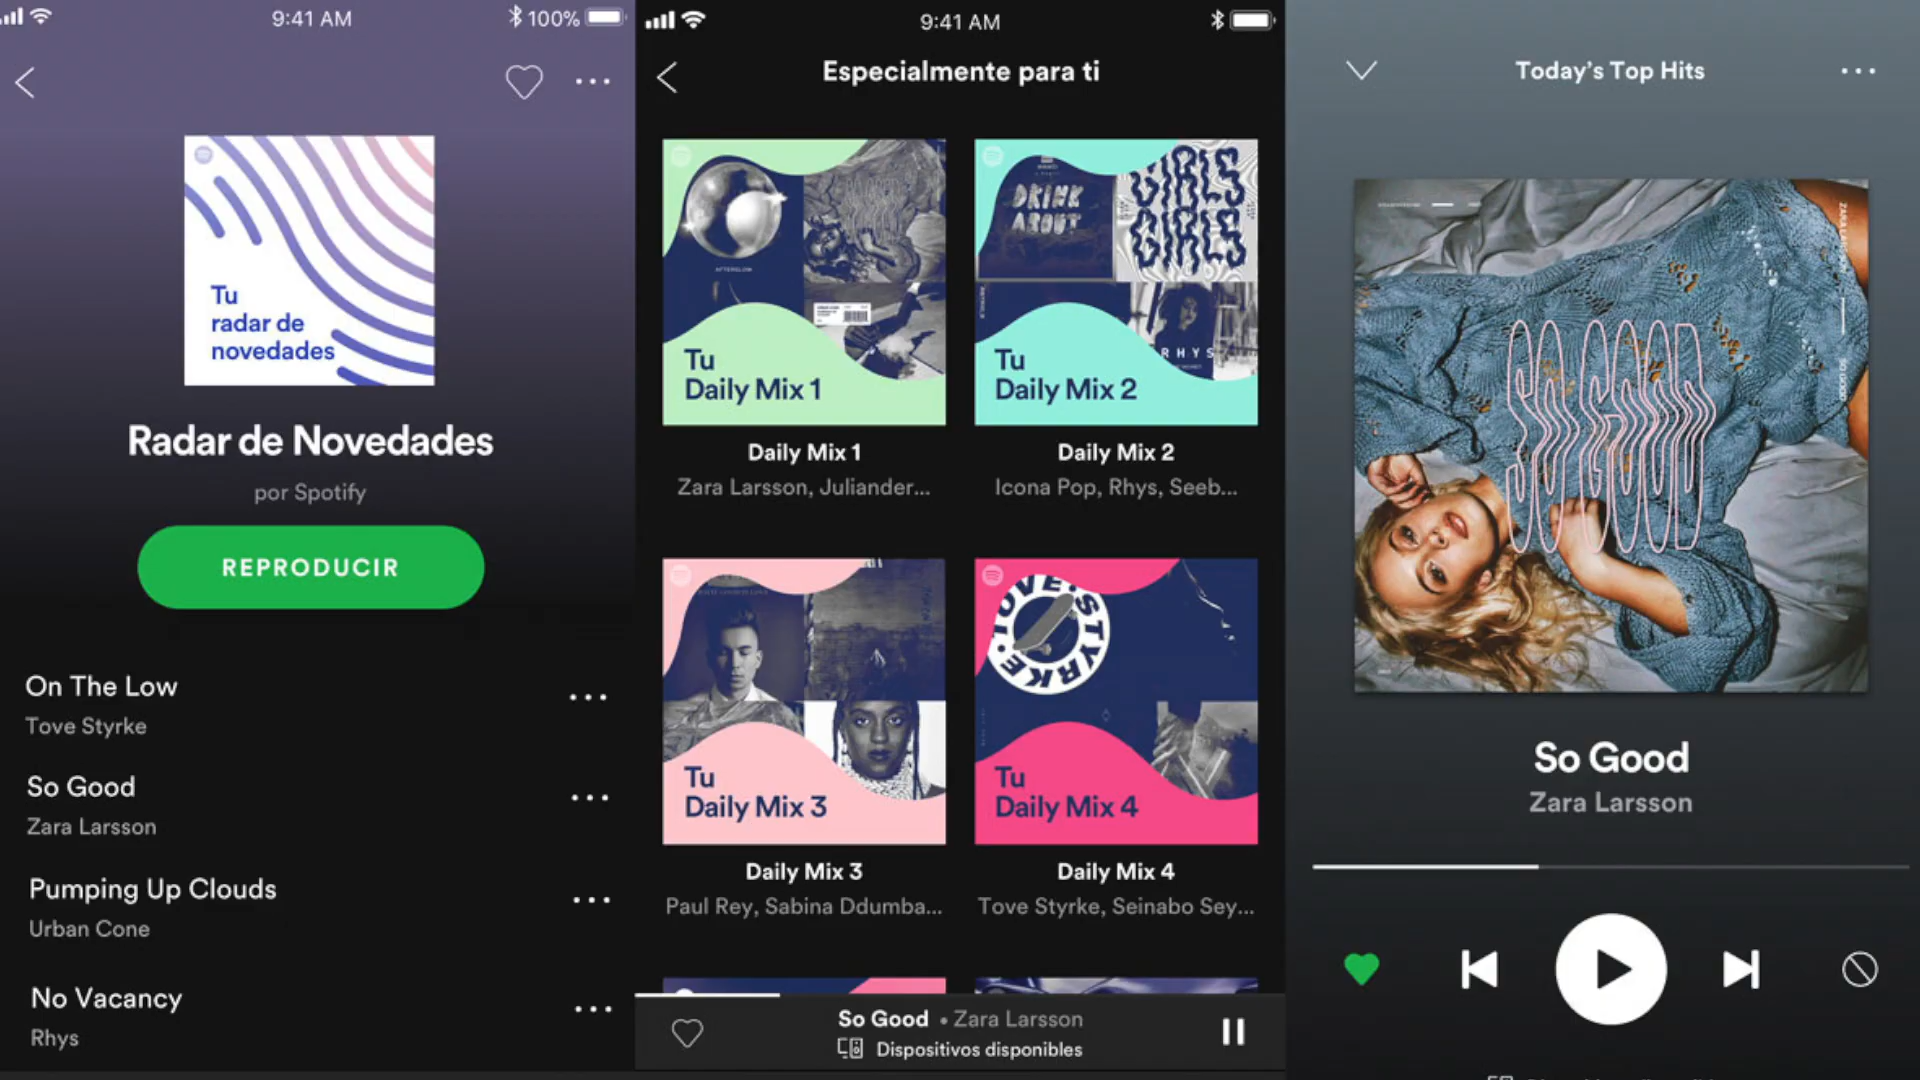 9:41 AM
100%
Tu
radar de
novedades
Radar de Novedades
por Spotify
REPRODUCIR
On The Low
Tove Styrke
So Good
Zara Larsson
Pumping Up Clouds
Urban Cone
No Vacancy
Rhys
9:41 AM
Especialmente para ti
AFTERGLOW
Tu
Daily Mix 1
Daily Mix 1
Zara Larsson, Juliander...
DRINK
ABOUT
GIRLS
GIRLS
RHYS
Tu
Daily Mix 2
Daily Mix 2
Icona Pop, Rhys, Seeb...
Tu
Daily Mix 3
Daily Mix 3
Paul Rey, Sabina Ddumba...
TOVE·STYRKE·
Tu
Daily Mix 4
Daily Mix 4
Tove Styrke, Seinabo Sey...
So Good • Zara Larsson
Dispositivos disponibles
Today's Top Hits
SO GOOD
SO GOOD
So Good
Zara Larsson